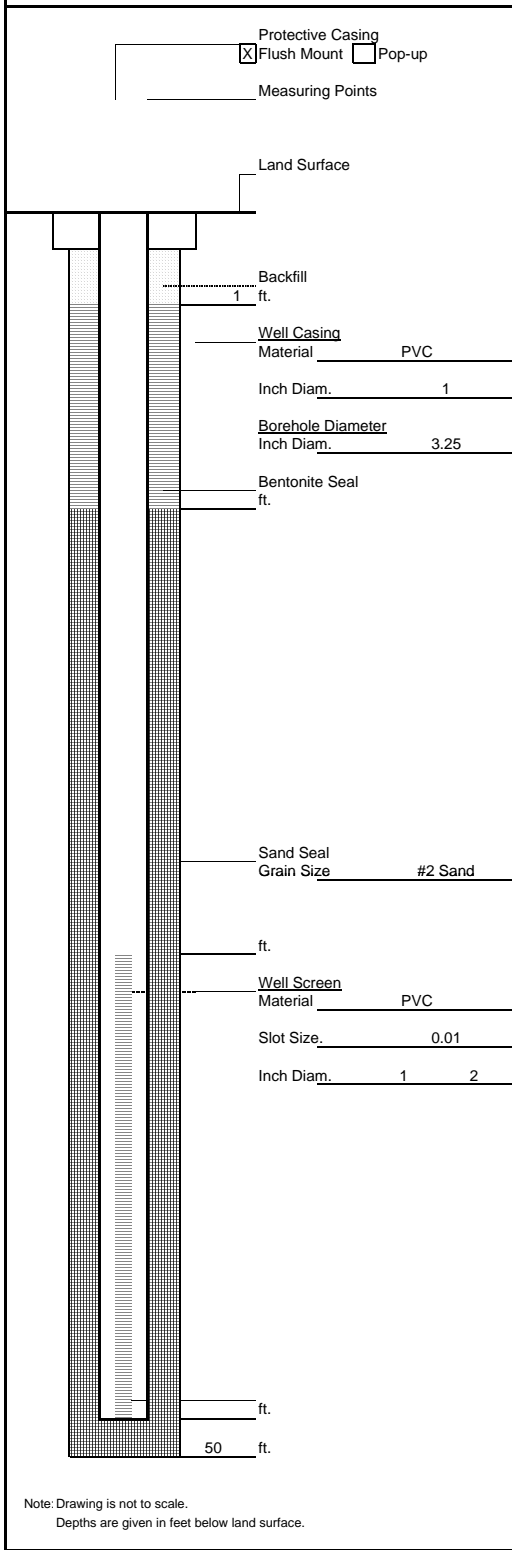 Protective Casing
X Flush Mount Pop-up
Measuring Points
Land Surface
Backfill
1 ft.
Well Casing
Material PVC
Inch Diam. 1
Borehole Diameter
Inch Diam. 3.25
Bentonite Seal
ft.
Sand Seal
Grain Size #2 Sand
ft.
Well Screen
Material PVC
Slot Size. 0.01
Inch Diam. 1 2
ft.
50 ft.
Note: Drawing is not to scale.
Depths are given in feet below land surface.